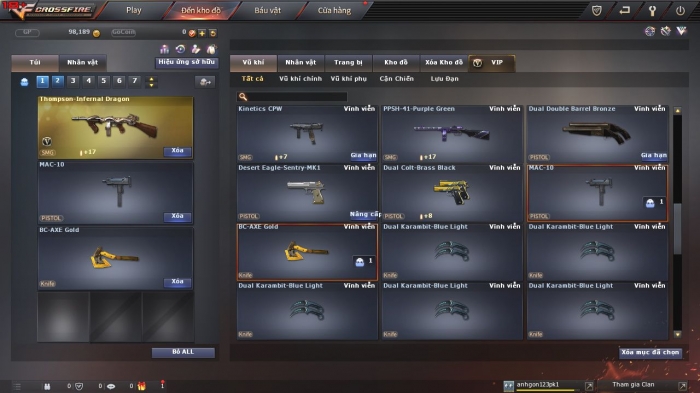 CROSSFIRE
Play
Đến kho đồ
Báu vật
Cửa hàng
GP
98,189
GoCoin
0
Túi
Nhân vật
Hiệu ứng sở hữu
1 2 3 4 5 6 7
Thompson-Infernal Dragon
SMG
+17
Xóa
MAC-10
PISTOL
Xóa
BC-AXE Gold
Knife
Xóa
Bỏ ALL
Vũ khí
Nhân vật
Trang bị
Kho đồ
Xóa Kho đồ
VIP
Tất cả
Vũ khí chính
Vũ khí phụ
Cận Chiến
Lựu Đạn
Kinetics CPW
Vĩnh viễn
SMG
+7
Gia hạn
PPSH-41-Purple Green
Vĩnh viễn
SMG
+17
Dual Double Barrel Bronze
Vĩnh viễn
PISTOL
Gia hạn
Desert Eagle-Sentry-MK1
Vĩnh viễn
PISTOL
Nâng cấp
Dual Colt-Brass Black
Vĩnh viễn
PISTOL
+8
MAC-10
Vĩnh viễn
PISTOL
1
BC-AXE Gold
Vĩnh viễn
Knife
1
Dual Karambit-Blue Light
Vĩnh viễn
Knife
Dual Karambit-Blue Light
Vĩnh viễn
Knife
Dual Karambit-Blue Light
Vĩnh viễn
Knife
Dual Karambit-Blue Light
Vĩnh viễn
Knife
Dual Karambit-Blue Light
Vĩnh viễn
Knife
Xóa mục đã chọn
0
0
0
1
anhgon123pk1
Tham gia Clan